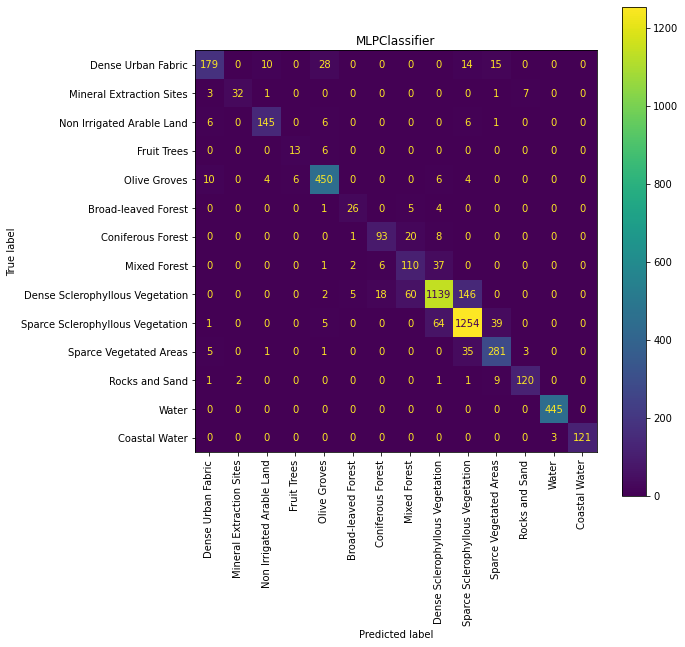 MLPClassifier
Dense Urban Fabric 179 0 10 0 28 0 0 0 0 14 15 0 0 0
Mineral Extraction Sites 3 32 1 0 0 0 0 0 0 0 1 7 0 0
Non Irrigated Arable Land 6 0 145 0 6 0 0 0 0 6 1 0 0 0
Fruit Trees 0 0 0 13 6 0 0 0 0 0 0 0 0 0
Olive Groves 10 0 4 6 450 0 0 0 6 4 0 0 0 0
Broad-leaved Forest 0 0 0 0 1 26 0 5 4 0 0 0 0 0
Coniferous Forest 0 0 0 0 0 1 93 20 8 0 0 0 0 0
Mixed Forest 0 0 0 0 1 2 6 110 37 0 0 0 0 0
Dense Sclerophyllous Vegetation 0 0 0 0 2 5 18 60 1139 146 0 0 0 0
Sparce Sclerophyllous Vegetation 1 0 0 0 5 0 0 0 64 1254 39 0 0 0
Sparce Vegetated Areas 5 0 1 0 1 0 0 0 0 35 281 3 0 0
Rocks and Sand 1 2 0 0 0 0 0 0 1 1 9 120 0 0
Water 0 0 0 0 0 0 0 0 0 0 0 0 445 0
Coastal Water 0 0 0 0 0 0 0 0 0 0 0 0 3 121
True label
Dense Urban Fabric
Mineral Extraction Sites
Non Irrigated Arable Land
Fruit Trees
Olive Groves
Broad-leaved Forest
Coniferous Forest
Mixed Forest
Dense Sclerophyllous Vegetation
Sparce Sclerophyllous Vegetation
Sparce Vegetated Areas
Rocks and Sand
Water
Coastal Water
Predicted label
1200
1000
800
600
400
200
0